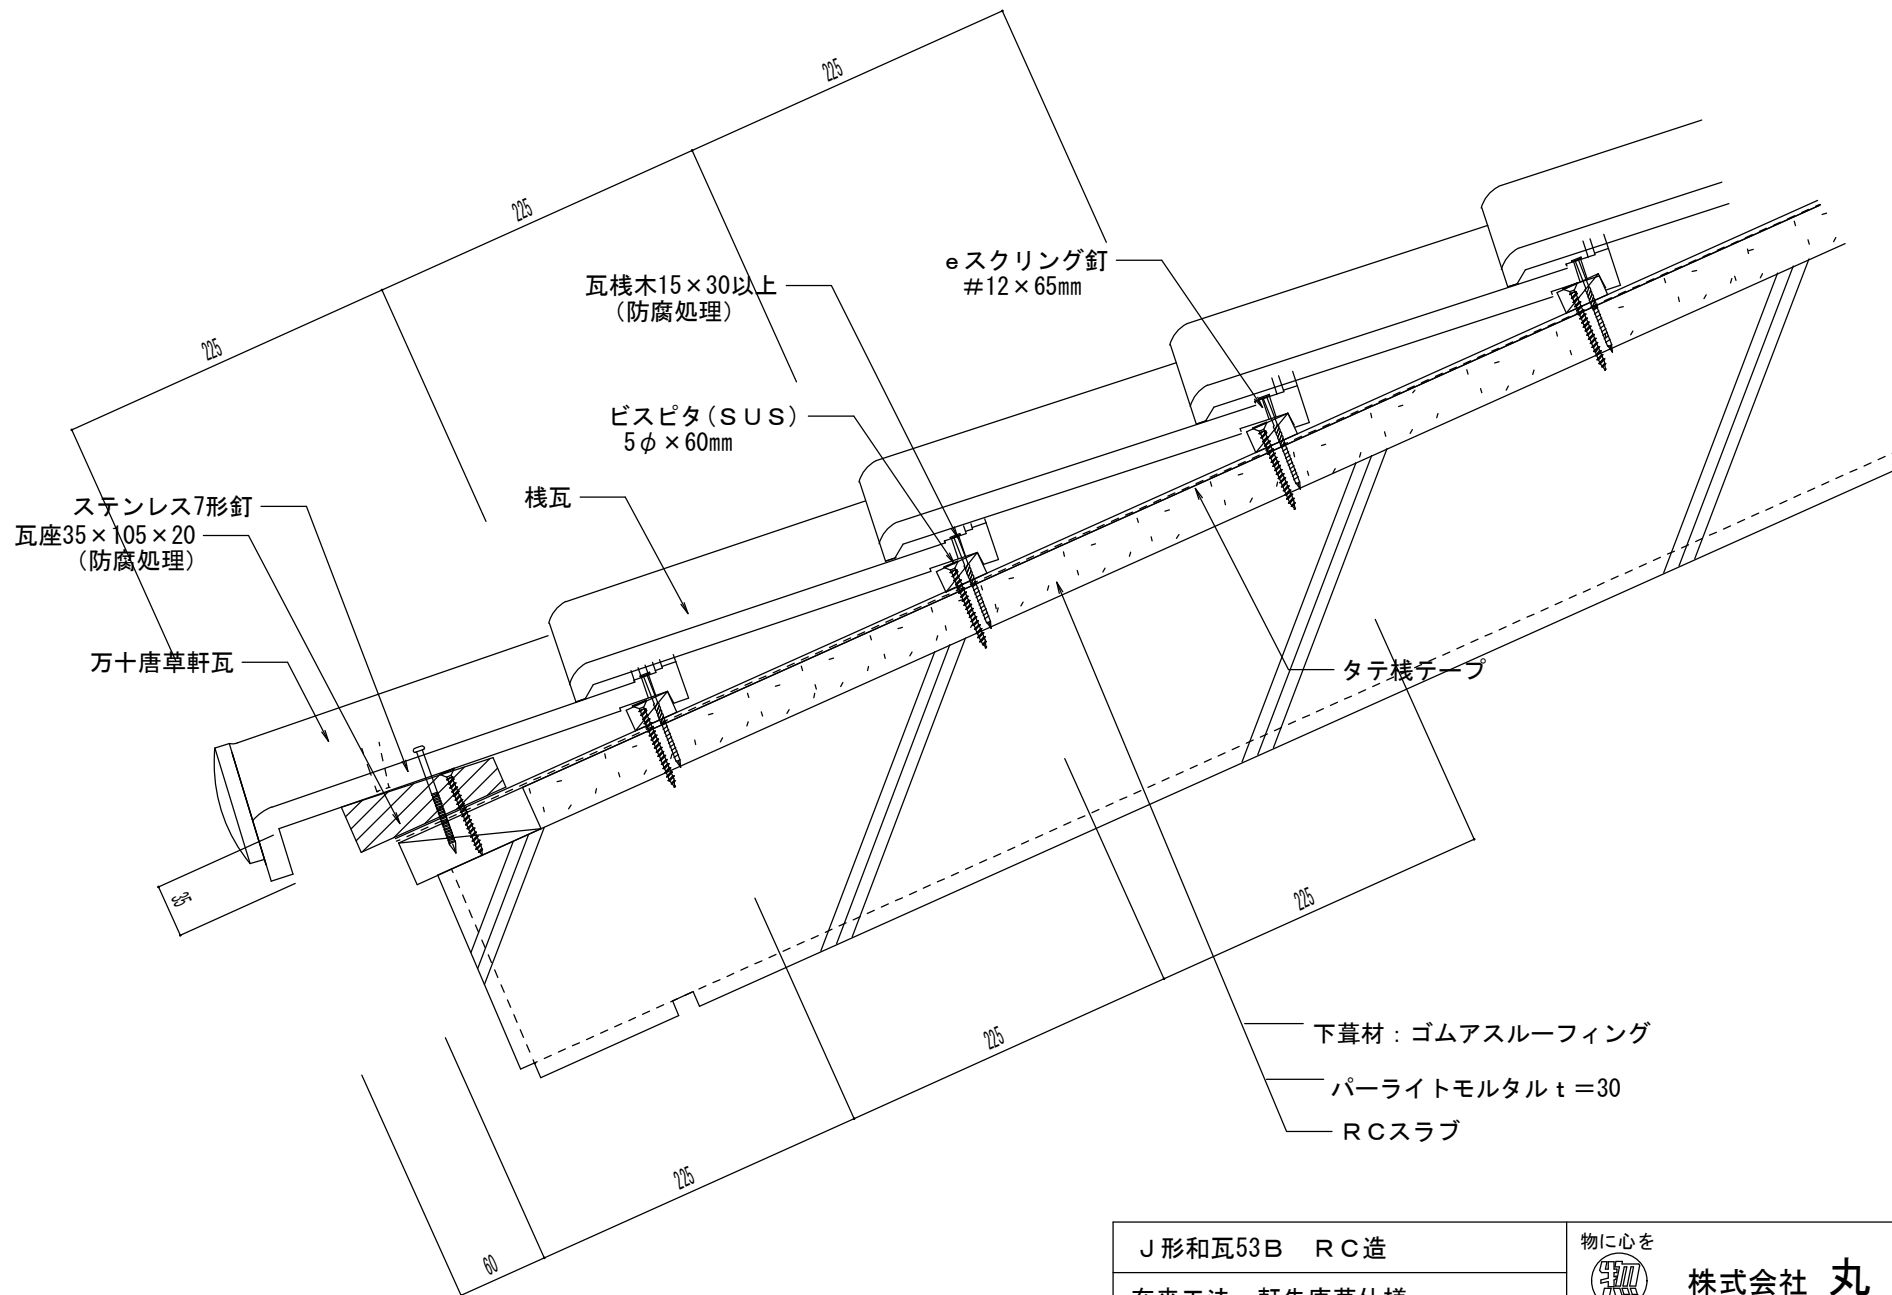 225
225
225
eスクリング釘
#12×65mm
瓦桟木15×30以上
（防腐処理）
ビスピタ(SUS)
5φ×60mm
桟瓦
ステンレス7形釘
瓦座35×105×20
（防腐処理）
万十唐草軒瓦
タテ桟テープ
35
225
225
225
60
下葺材：ゴムアスルーフィング
パーライトモルタルt=30
RCスラブ
J形和瓦53B　RC造
物に心を
物
株式会社 丸